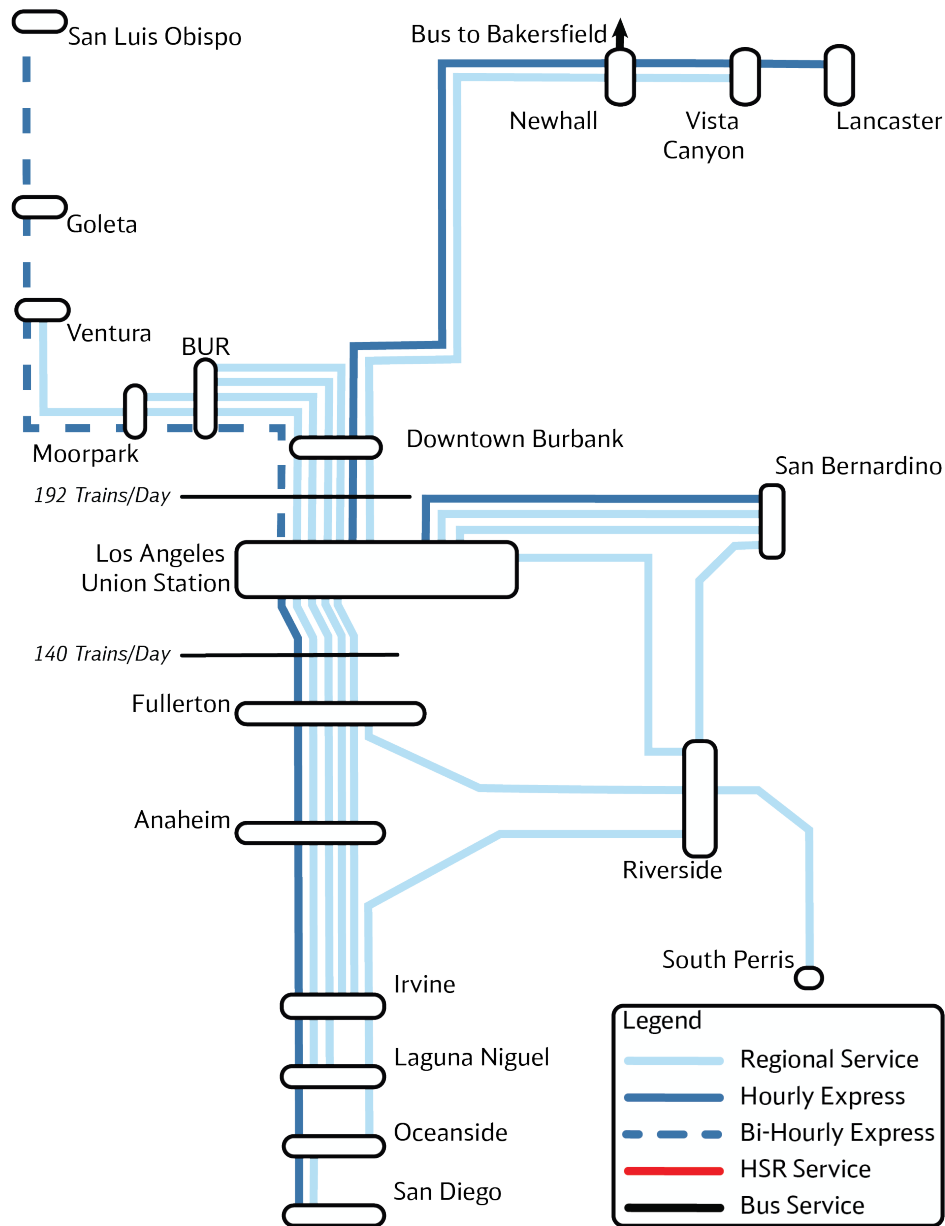 San Luis Obispo
Bus to Bakersfield
Newhall
Vista
Canyon
Lancaster
Goleta
Ventura
BUR
Moorpark
Downtown Burbank
San Bernardino
192 Trains/Day
Los Angeles
Union Station
140 Trains/Day
Fullerton
Anaheim
Riverside
South Perris
Irvine
Laguna Niguel
Oceanside
San Diego
Legend
Regional Service
Hourly Express
Bi-Hourly Express
HSR Service
Bus Service